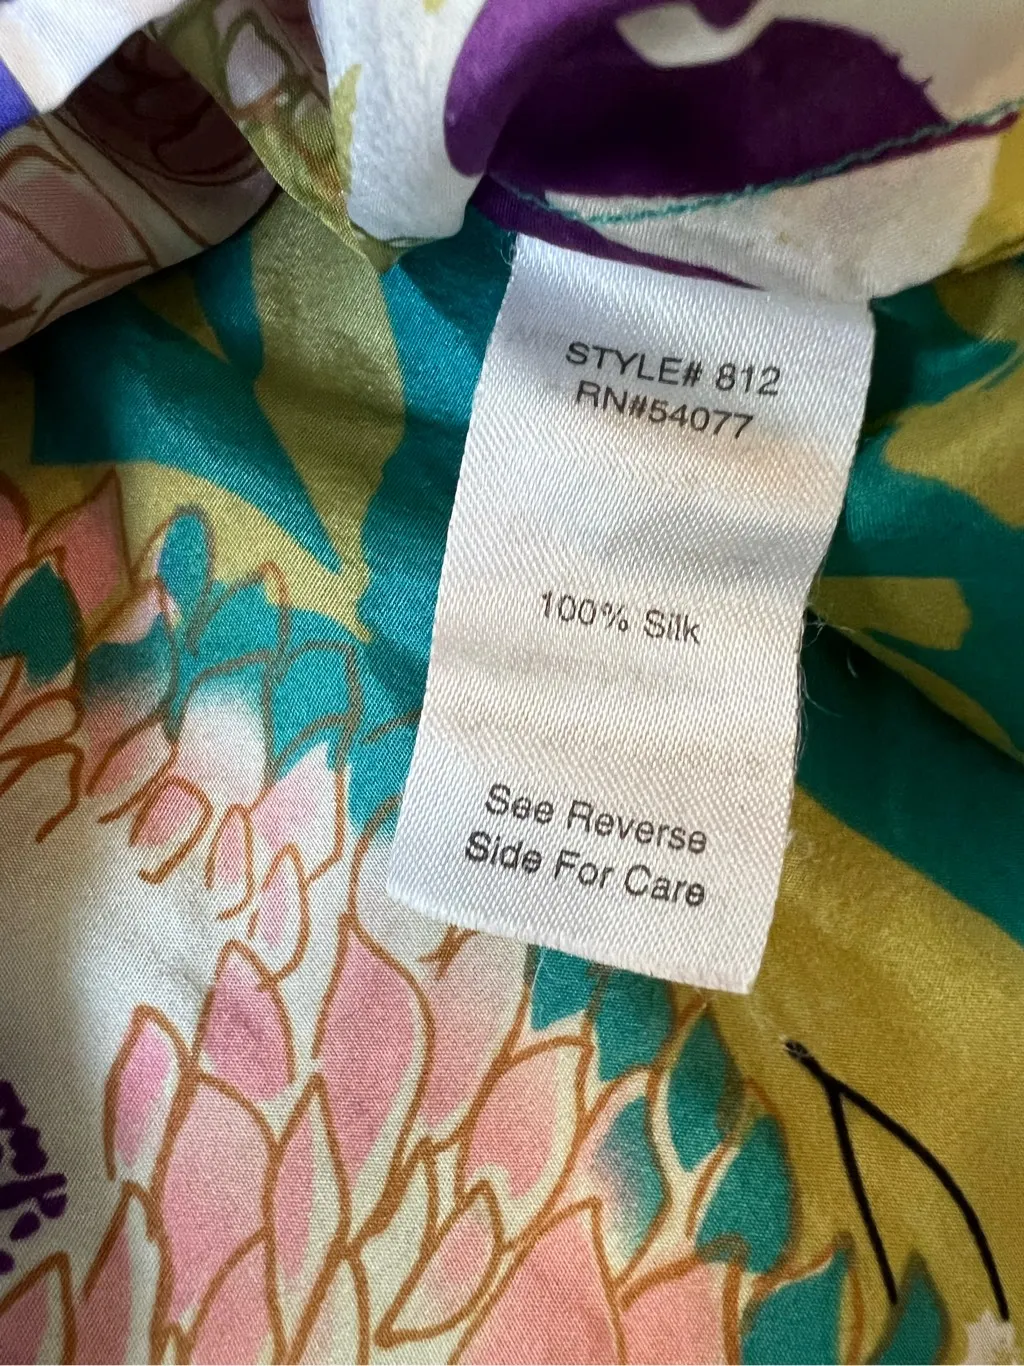 STYLE# 812
RN#54077
100% Silk
See Reverse
Side For Care